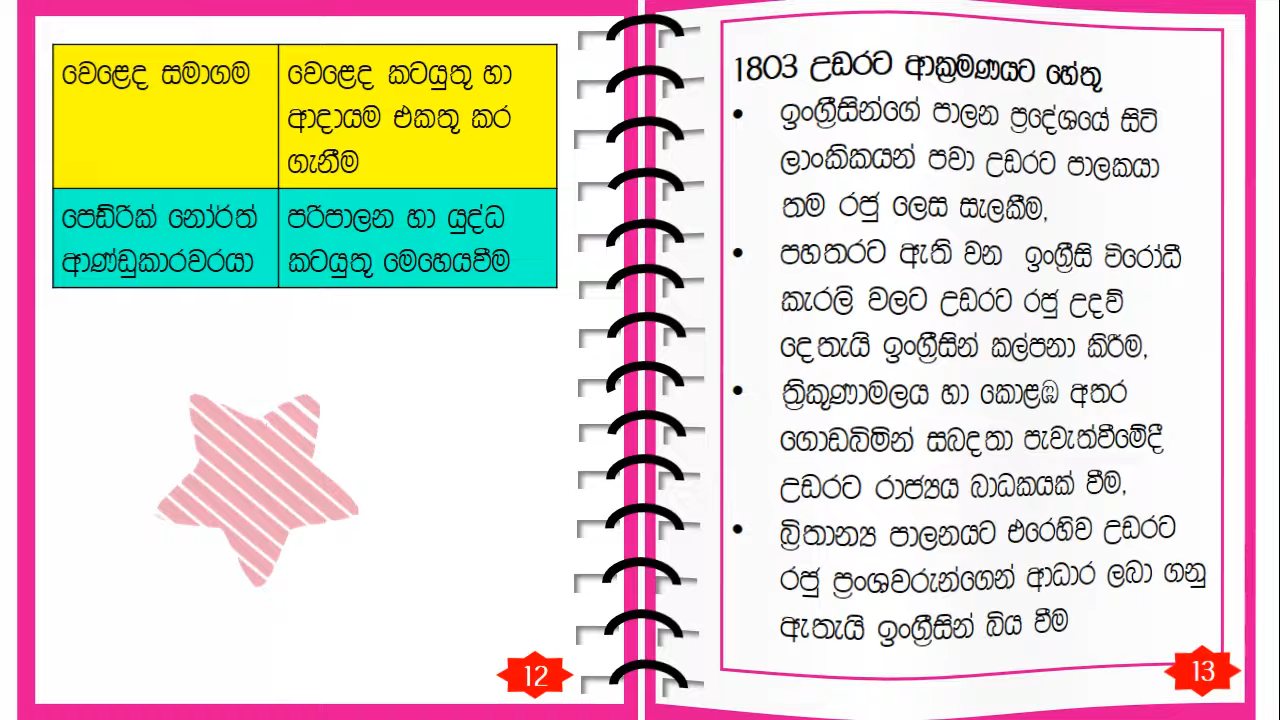 වෙළෙද සමාගම
වෙළෙද කටයුතු හා
ආදායම එකතු කර
ගැනීම
පෙඩ්රික් නෝර්ත්
ආණ්ඩුකාරවරයා
පරිපාලන හා යුද්ධ
කටයුතු මෙහෙයවීම
12
1803 උඩරට ආක්‍රමණයට හේතු
• ඉංග්‍රීසින්ගේ පාලන ප්‍රදේශයේ සිටි
ලාංකිකයන් පවා උඩරට පාලකයා
තම රජු ලෙස සැලකීම,
• පහතරට ඇති වන ඉංග්‍රීසි විරෝධී
කැරලි වලට උඩරට රජු උදව්
දෙතැයි ඉංග්‍රීසින් කල්පනා කිරීම,
• ත්‍රිකුණාමලය හා කොළඹ අතර
ගොඩබිමින් සබදතා පැවැත්වීමේදී
උඩරට රාජ්‍යය බාධකයක් වීම,
• බ්‍රිතාන්‍ය පාලනයට එරෙහිව උඩරට
රජු ප්‍රංශවරුන්ගෙන් ආධාර ලබා ගනු
ඇතැයි ඉංග්‍රීසින් බිය වීම
13